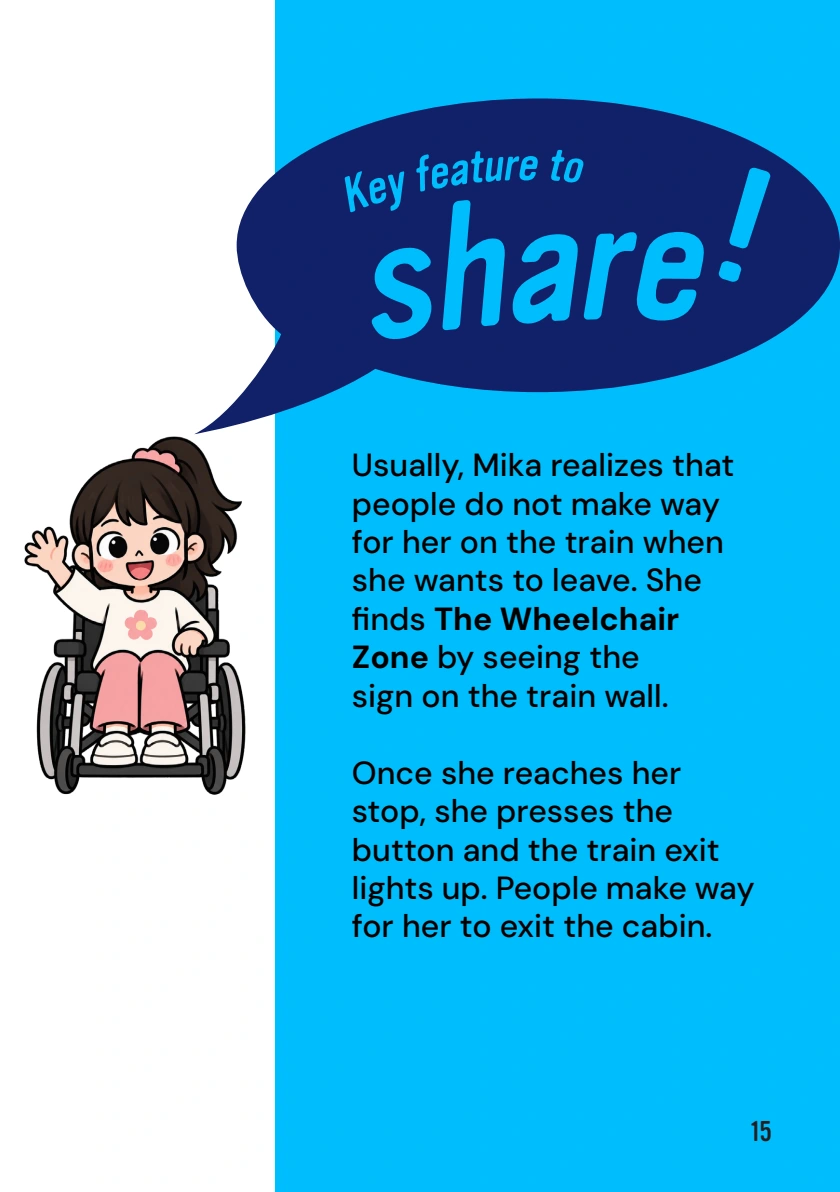 Key feature to
share!
Usually, Mika realizes that
people do not make way
for her on the train when
she wants to leave. She
finds The Wheelchair
Zone by seeing the
sign on the train wall.
Once she reaches her
stop, she presses the
button and the train exit
lights up. People make way
for her to exit the cabin.
15